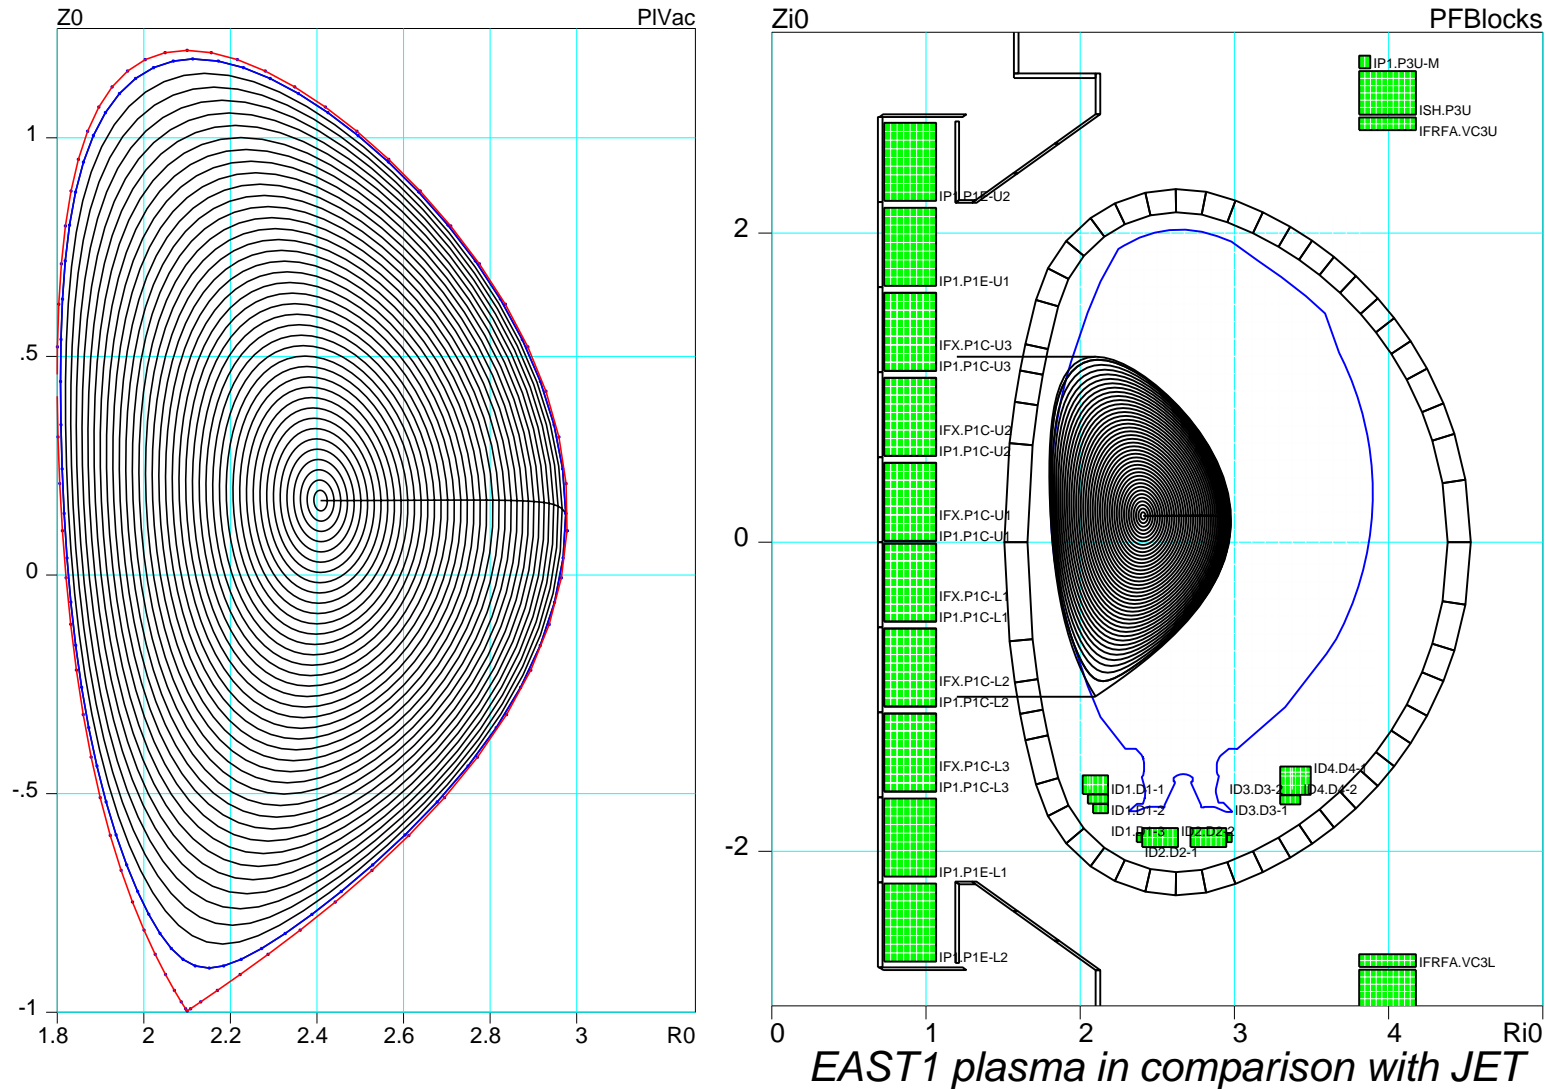 Z0
PlVac
1
.5
0
-.5
-1
1.8
2
2.2
2.4
2.6
2.8
3
R0
Zi0
PFBlocks
IP1.P3U-M
ISH.P3U
IFRFA.VC3U
IP1.P1E-U2
2
IP1.P1E-U1
IFX.P1C-U3
IP1.P1C-U3
IFX.P1C-U2
IP1.P1C-U2
IFX.P1C-U1
IP1.P1C-U1
0
IFX.P1C-L1
IP1.P1C-L1
IFX.P1C-L2
IP1.P1C-L2
IFX.P1C-L3
IP1.P1C-L3
ID4.D4-1
ID1.D1-1
ID3.D3-2
ID4.D4-2
ID1.D1-2
ID3.D3-1
ID1.D1-3
ID2.D2-2
ID2.D2-1
-2
IP1.P1E-L1
IP1.P1E-L2
IFRFA.VC3L
0
1
2
3
4
Ri0
EAST1 plasma in comparison with JET